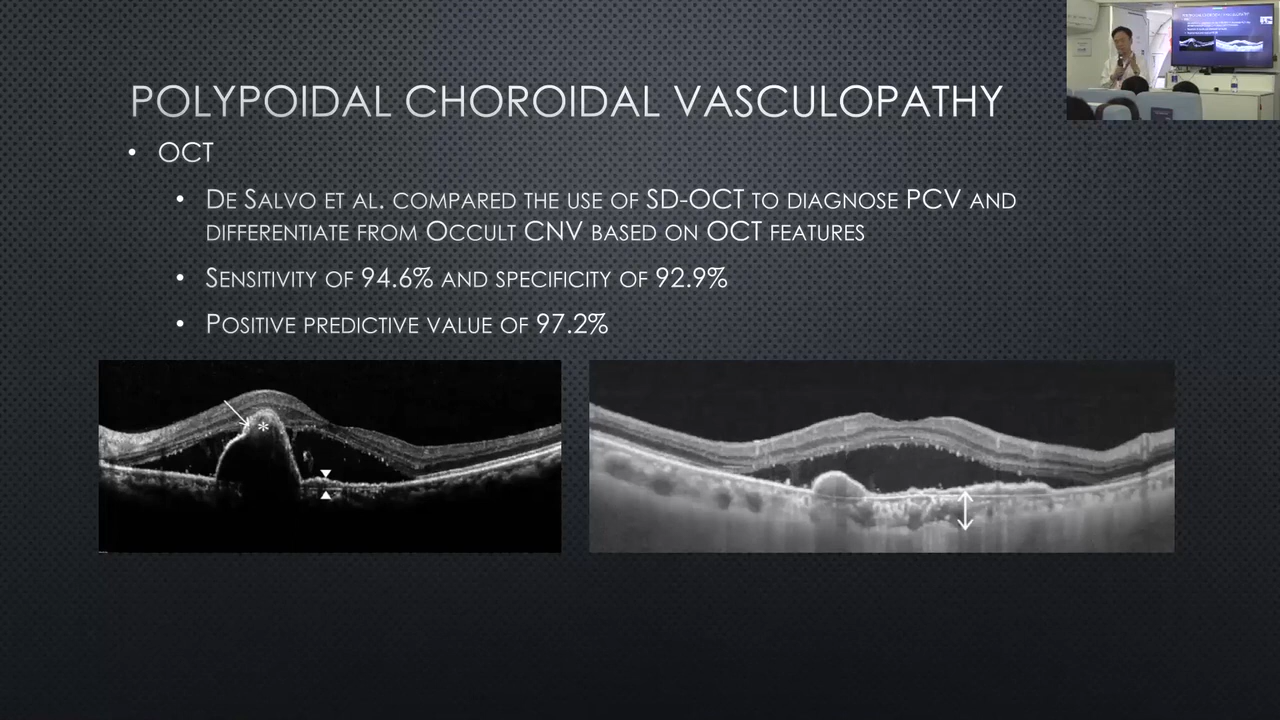 POLYPOIDAL CHOROIDAL VASCULOPATHY
• OCT
• DE SALVO ET AL. COMPARED THE USE OF SD-OCT TO DIAGNOSE PCV AND
DIFFERENTIATE FROM OCCULT CNV BASED ON OCT FEATURES
• SENSITIVITY OF 94.6% AND SPECIFICITY OF 92.9%
• POSITIVE PREDICTIVE VALUE OF 97.2%
*